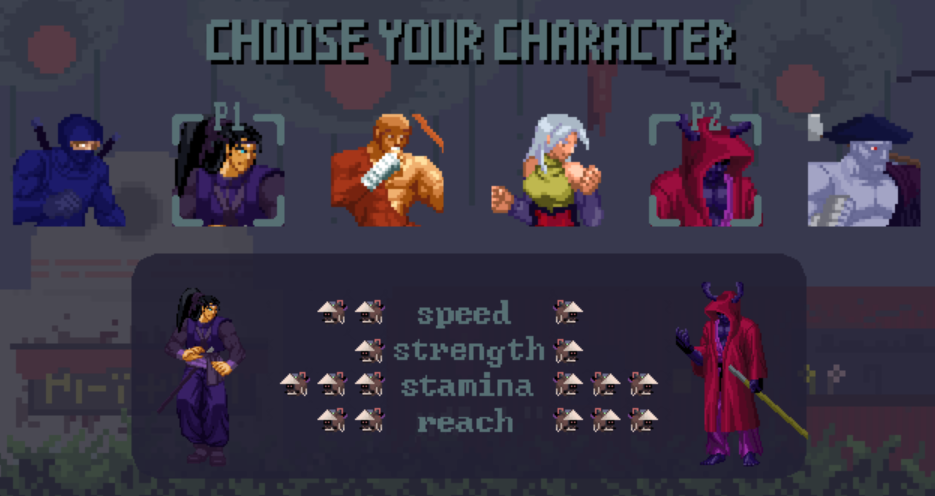 CHOOSE YOUR CHARACTER
P1 P2
speed
strength
stamina
reach